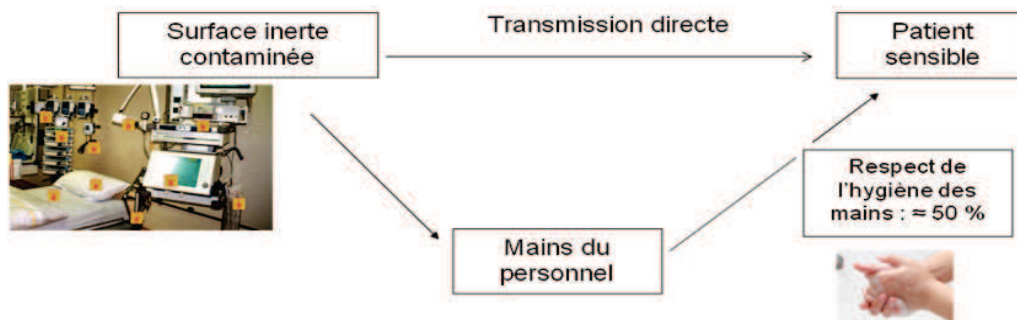 Surface inerte
contaminée
Transmission directe
Patient
sensible
Respect de
l'hygiène des
mains : ≈ 50 %
Mains du
personnel